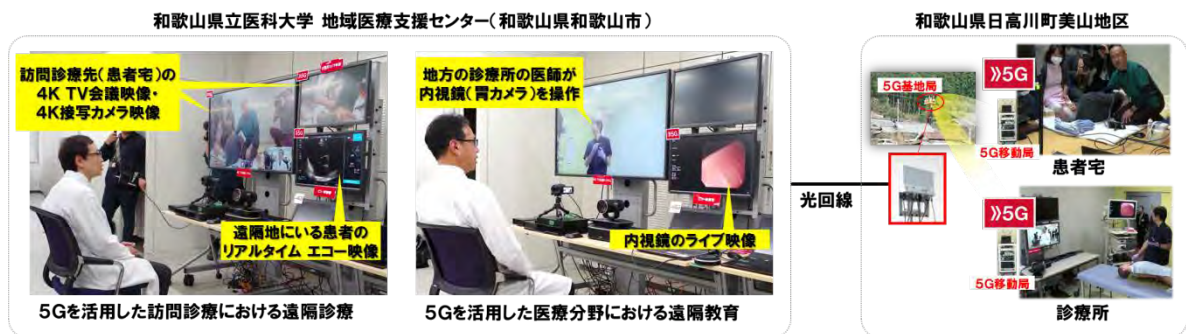 和歌山県立医科大学 地域医療支援センター（和歌山県和歌山市）
訪問診療先（患者宅）の
4K TV会議映像・
4K接写カメラ映像
遠隔地にいる患者の
リアルタイム エコー映像
5Gを活用した訪問診療における遠隔診療
地方の診療所の医師が
内視鏡（胃カメラ）を操作
内視鏡のライブ映像
5Gを活用した医療分野における遠隔教育
光回線
和歌山県日高川町美山地区
5G基地局
5G
5G移動局
患者宅
5G
5G移動局
診療所